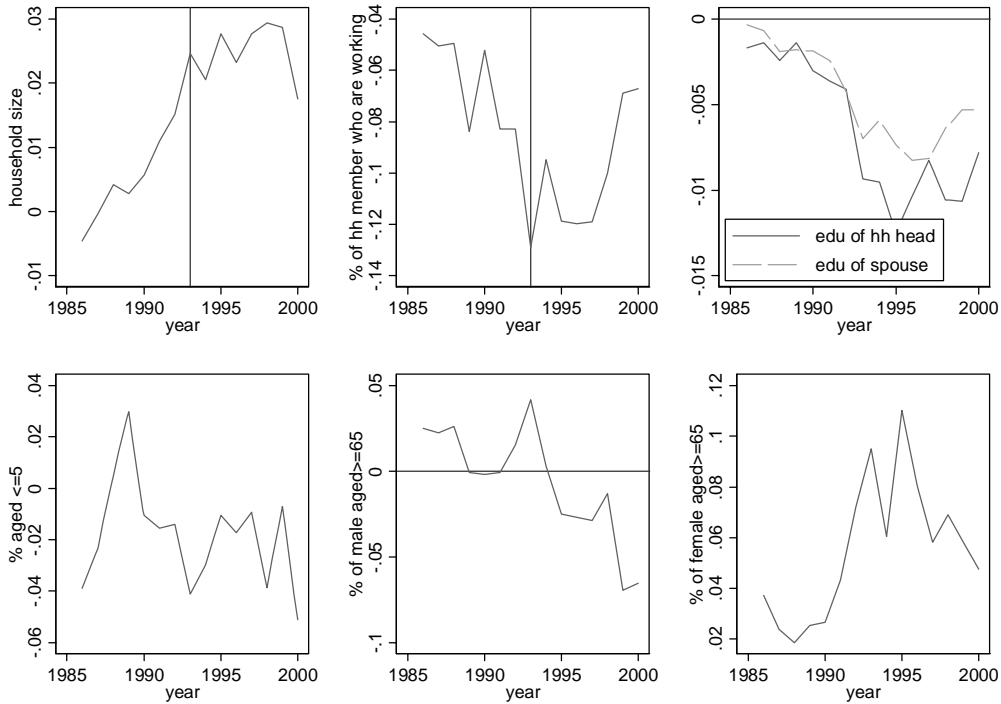 household size
.03
.02
.01
0
-.01
1985 1990 1995 2000
year
% of hh member who are working
-.04
-.06
-.08
-.1
-.12
-.14
1985 1990 1995 2000
year
0
-.005
-.01
-.015
edu of hh head
edu of spouse
1985 1990 1995 2000
year
% aged <=5
.04
.02
0
-.02
-.04
-.06
1985 1990 1995 2000
year
% of male aged>=65
.05
0
-.05
-.1
1985 1990 1995 2000
year
% of female aged>=65
.12
.1
.08
.06
.04
.02
1985 1990 1995 2000
year